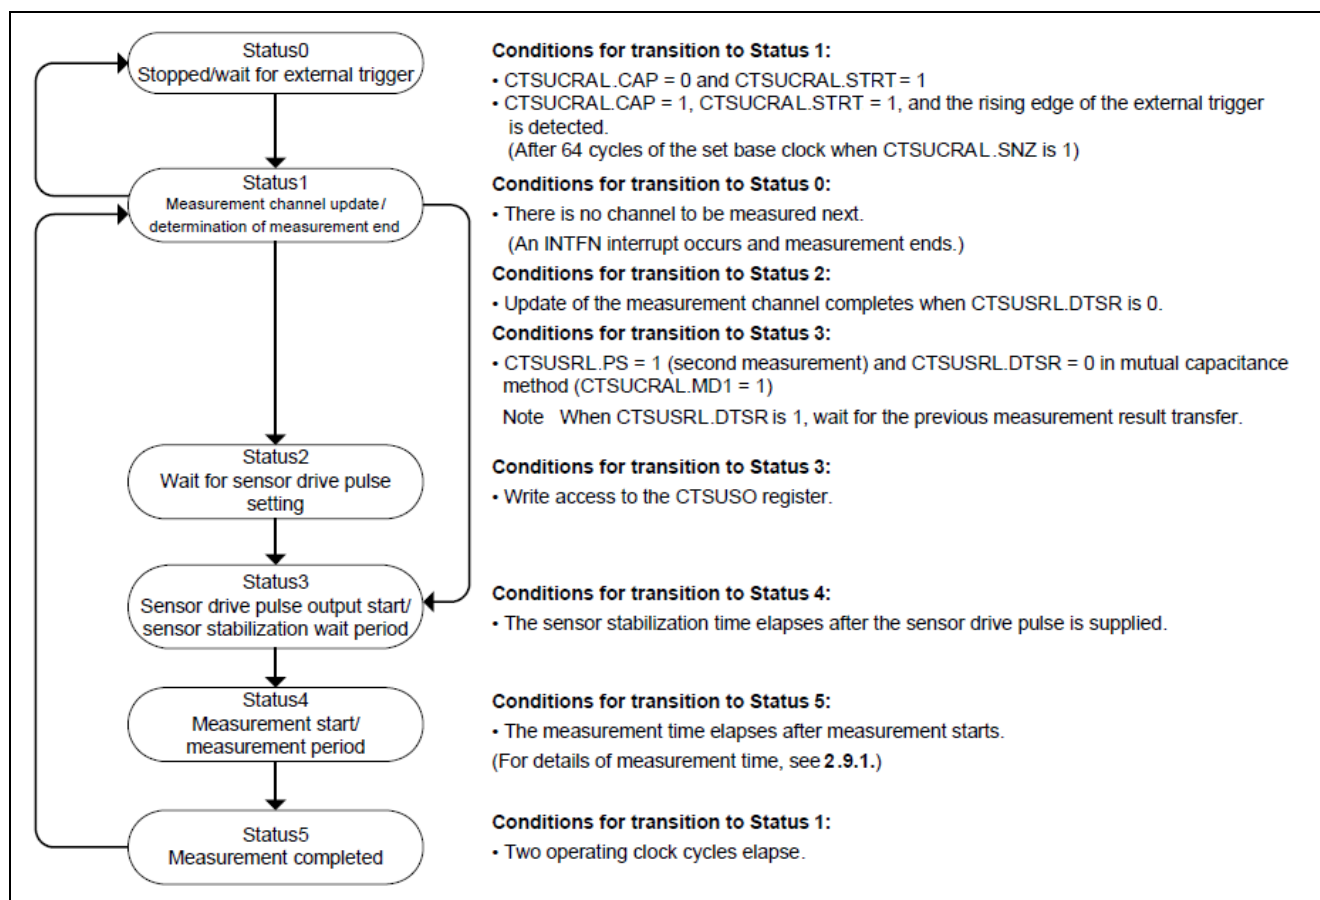 Status0
Stopped/wait for external trigger
Conditions for transition to Status 1:
• CTSUCRAL.CAP = 0 and CTSUCRAL.STRT = 1
• CTSUCRAL.CAP = 1, CTSUCRAL.STRT = 1, and the rising edge of the external trigger
is detected.
(After 64 cycles of the set base clock when CTSUCRAL.SNZ is 1)
Status1
Measurement channel update/
determination of measurement end
Conditions for transition to Status 0:
• There is no channel to be measured next.
(An INTFN interrupt occurs and measurement ends.)
Conditions for transition to Status 2:
• Update of the measurement channel completes when CTSUSRL.DTSR is 0.
Conditions for transition to Status 3:
• CTSUSRL.PS = 1 (second measurement) and CTSUSRL.DTSR = 0 in mutual capacitance
method (CTSUCRAL.MD1 = 1)
Note When CTSUSRL.DTSR is 1, wait for the previous measurement result transfer.
Status2
Wait for sensor drive pulse
setting
Conditions for transition to Status 3:
• Write access to the CTSUSO register.
Status3
Sensor drive pulse output start/
sensor stabilization wait period
Conditions for transition to Status 4:
• The sensor stabilization time elapses after the sensor drive pulse is supplied.
Status4
Measurement start/
measurement period
Conditions for transition to Status 5:
• The measurement time elapses after measurement starts.
(For details of measurement time, see 2.9.1.)
Status5
Measurement completed
Conditions for transition to Status 1:
• Two operating clock cycles elapse.